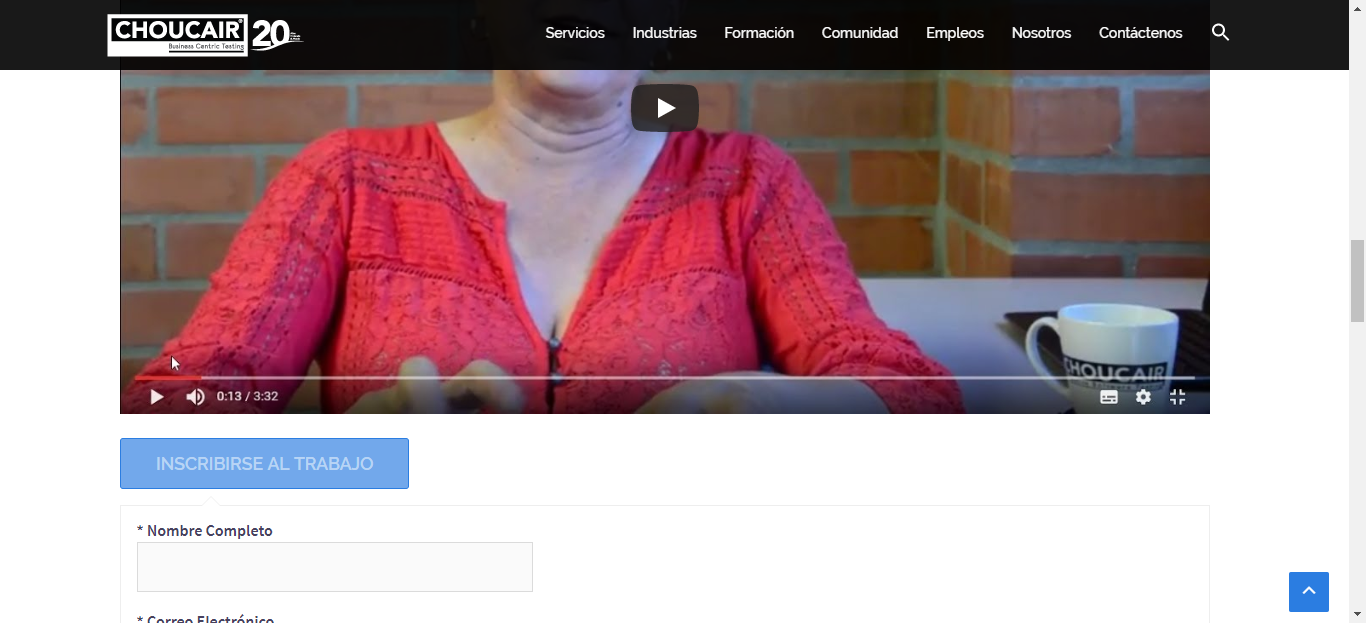 CHOUCAIR®
Business Centric Testing
20
Servicios
Industrias
Formación
Comunidad
Empleos
Nosotros
Contáctenos
CHOUCAIR
0:13 / 3:32
INSCRIBIRSE AL TRABAJO
* Nombre Completo
* Correo Electrónico